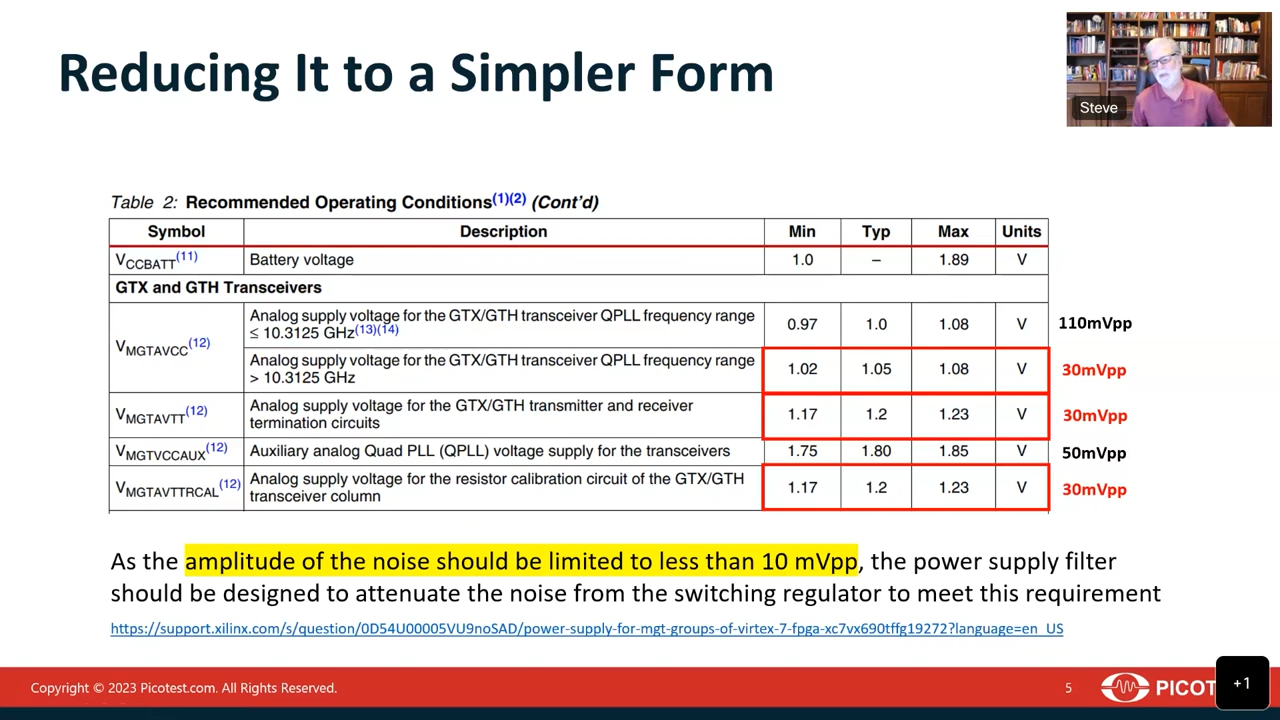 Reducing It to a Simpler Form
Steve
Table 2: Recommended Operating Conditions(1)(2) (Cont'd)
Symbol Description Min Typ Max Units
VCCBATT(11) Battery voltage 1.0 – 1.89 V
GTX and GTH Transceivers
VMGTAVCC(12)
Analog supply voltage for the GTX/GTH transceiver QPLL frequency range
≤ 10.3125 GHz(13)(14)
0.97 1.0 1.08 V 110mVpp
Analog supply voltage for the GTX/GTH transceiver QPLL frequency range
> 10.3125 GHz
1.02 1.05 1.08 V 30mVpp
VMGTAVTT(12)
Analog supply voltage for the GTX/GTH transmitter and receiver
termination circuits
1.17 1.2 1.23 V 30mVpp
VMGTVCCAUX(12) Auxiliary analog Quad PLL (QPLL) voltage supply for the transceivers 1.75 1.80 1.85 V 50mVpp
VMGTAVTTRCAL(12)
Analog supply voltage for the resistor calibration circuit of the GTX/GTH
transceiver column
1.17 1.2 1.23 V 30mVpp
As the amplitude of the noise should be limited to less than 10 mVpp, the power supply filter
should be designed to attenuate the noise from the switching regulator to meet this requirement
https://support.xilinx.com/s/question/0D54U00005VU9noSAD/power-supply-for-mgt-groups-of-virtex-7-fpga-xc7vx690tffg19272?language=en_US
Copyright © 2023 Picotest.com. All Rights Reserved.
5
PICOT
+1